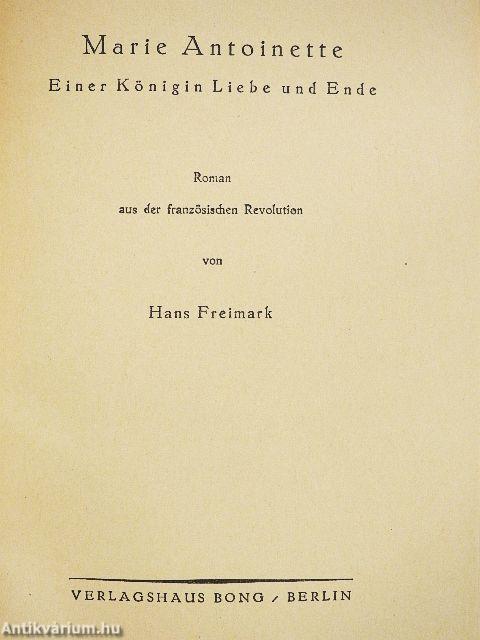 Marie Antoinette
Einer Königin Liebe und Ende
Roman
aus der französischen Revolution
von
Hans Freimark
VERLAGSHAUS BONG / BERLIN
Antikvárium.hu